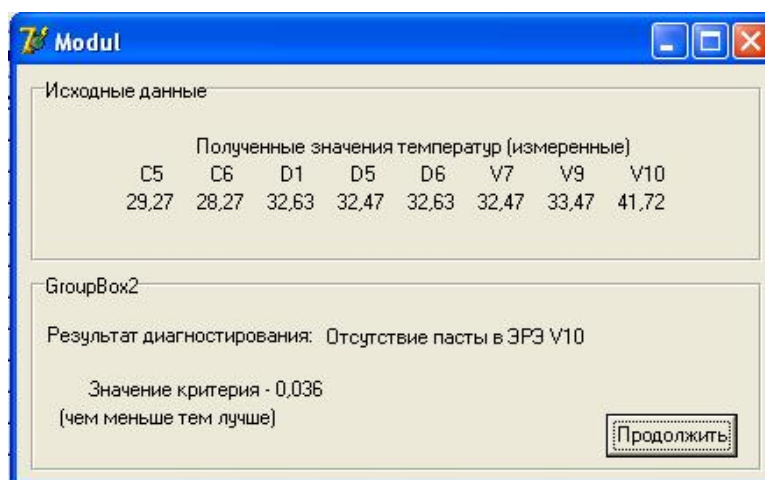 Modul
Исходные данные
Полученные значения температур (измеренные)
C5 C6 D1 D5 D6 V7 V9 V10
29,27 28,27 32,63 32,47 32,63 32,47 33,47 41,72
GroupBox2
Результат диагностирования: Отсутствие пасты в ЭРЭ V10
Значение критерия - 0,036
(чем меньше тем лучше)
Продолжить